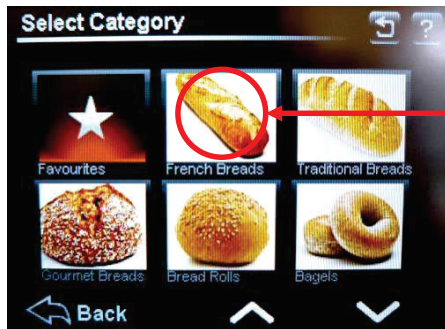 Select Category
?
Favourites
French Breads
Traditional Breads
Gourmet Breads
Bread Rolls
Bagels
Back